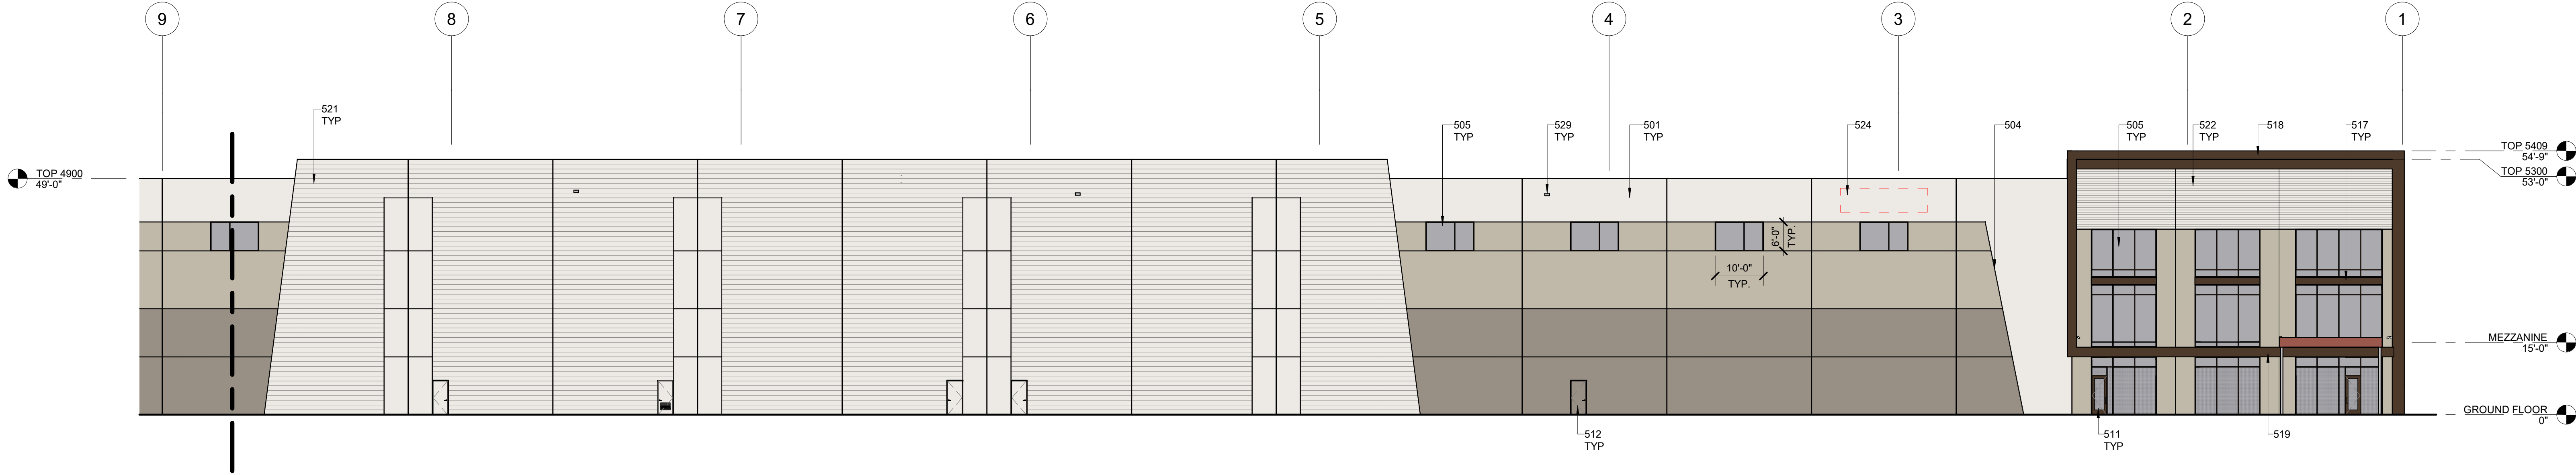 9
8
7
6
5
4
3
2
1
521
TYP
505
TYP
529
TYP
501
TYP
524
504
505
TYP
522
TYP
518
517
TYP
TOP 4900
49'-0"
TOP 5409
54'-9"
TOP 5300
53'-0"
6'-0"
TYP.
10'-0"
TYP.
MEZZANINE
15'-0"
GROUND FLOOR
0"
512
TYP
511
TYP
519